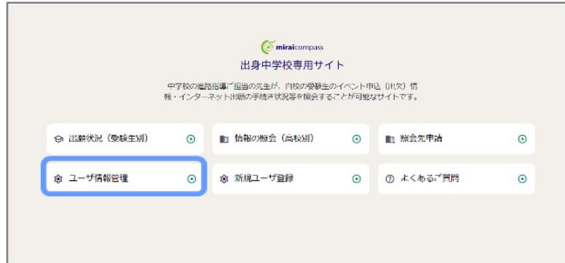 miraicompass
出身中学校専用サイト
中学校の進路指導ご担当の先生が、自校の受験生のイベント申込(出欠)情
報・インターネット出願の手続き状況等を照会することが可能なサイトです。
出願状況(受験生別)
情報の照会(高校別)
照会先申請
ユーザ情報管理
新規ユーザ登録
よくあるご質問